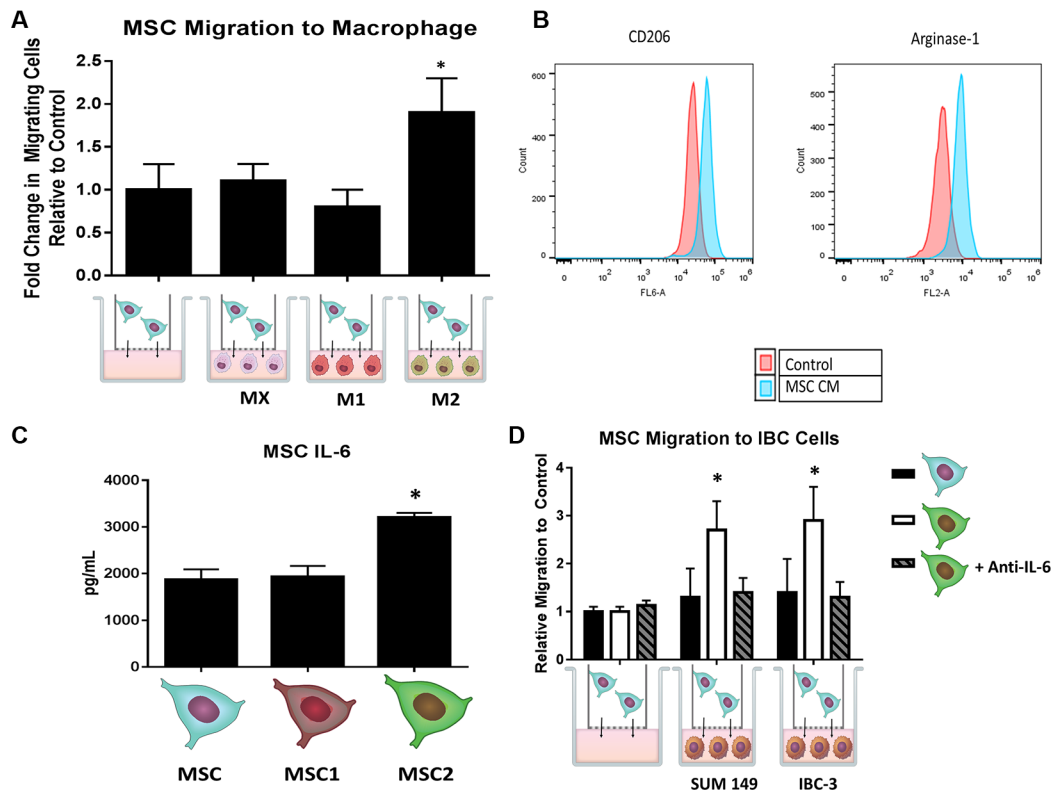 A
MSC Migration to Macrophage
Fold Change in Migrating Cells
Relative to Control
2.5
2.0
1.5
1.0
0.5
0.0
*
MX
M1
M2
B
CD206
Arginase-1
Count
600
400
200
0
0
10^2
10^3
10^4
10^5
10^6
FL6-A
Count
500
400
300
200
100
0
0
10^2
10^3
10^4
10^5
10^6
FL2-A
Control
MSC CM
C
MSC IL-6
pg/mL
4000
3000
2000
1000
0
*
MSC
MSC1
MSC2
D
MSC Migration to IBC Cells
Relative Migration to Control
4
3
2
1
0
*
*
SUM 149
IBC-3
+ Anti-IL-6